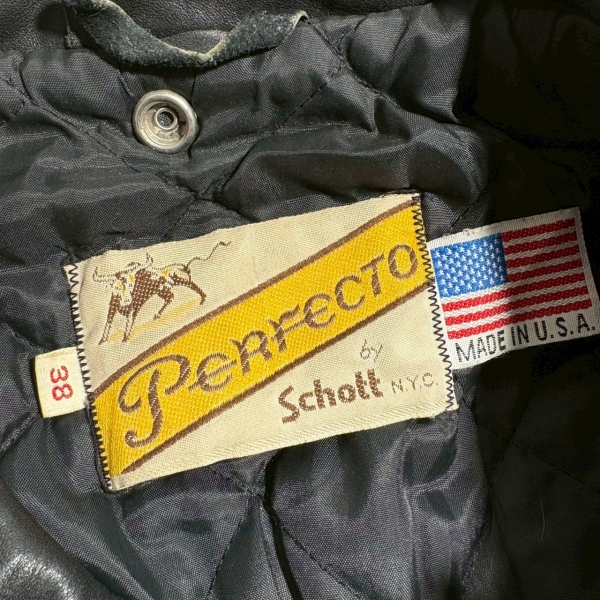 PERFECTO
by
Schott N.Y.C.
MADE IN U.S.A.
38